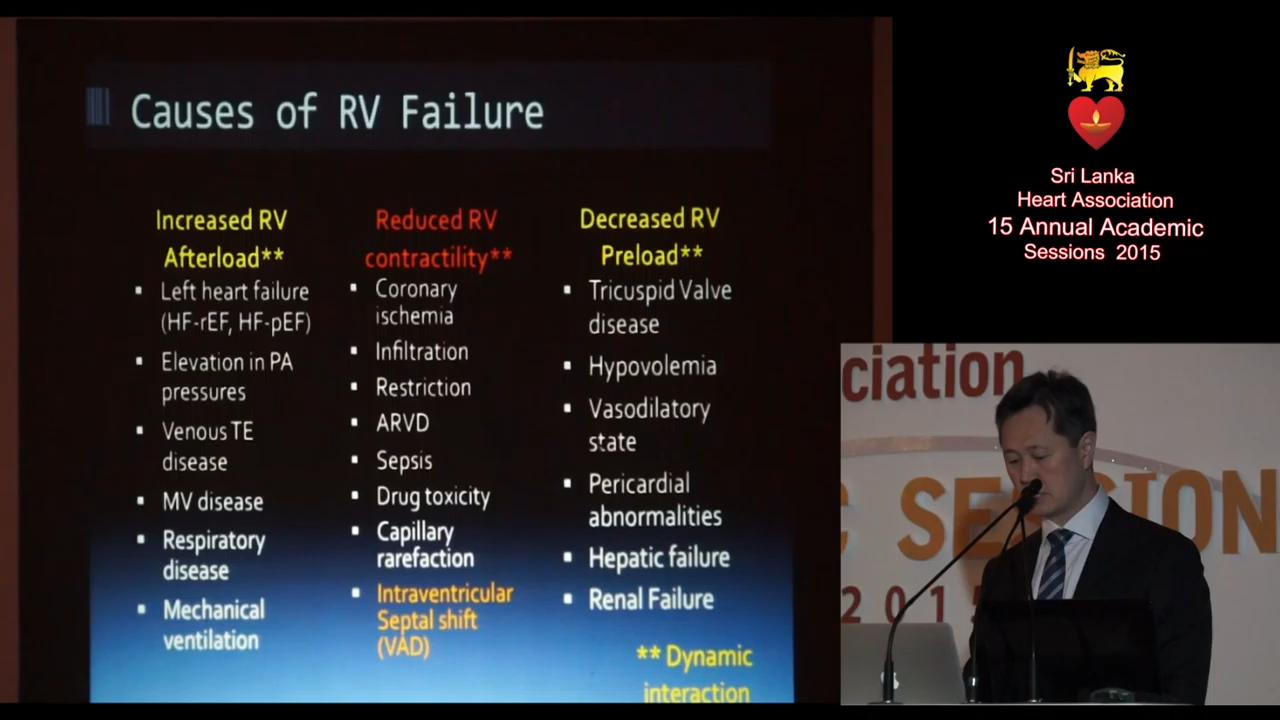 Causes of RV Failure
Increased RV
Afterload**
▪ Left heart failure
(HF-rEF, HF-pEF)
▪ Elevation in PA
pressures
▪ Venous TE
disease
▪ MV disease
▪ Respiratory
disease
▪ Mechanical
ventilation
Reduced RV
contractility**
▪ Coronary
ischemia
▪ Infiltration
▪ Restriction
▪ ARVD
▪ Sepsis
▪ Drug toxicity
▪ Capillary
rarefaction
▪ Intraventricular
Septal shift
(VAD)
Decreased RV
Preload**
▪ Tricuspid Valve
disease
▪ Hypovolemia
▪ Vasodilatory
state
▪ Pericardial
abnormalities
▪ Hepatic failure
▪ Renal Failure
** Dynamic
interaction
Sri Lanka
Heart Association
15 Annual Academic
Sessions 2015
ciation
C SESSION
2015